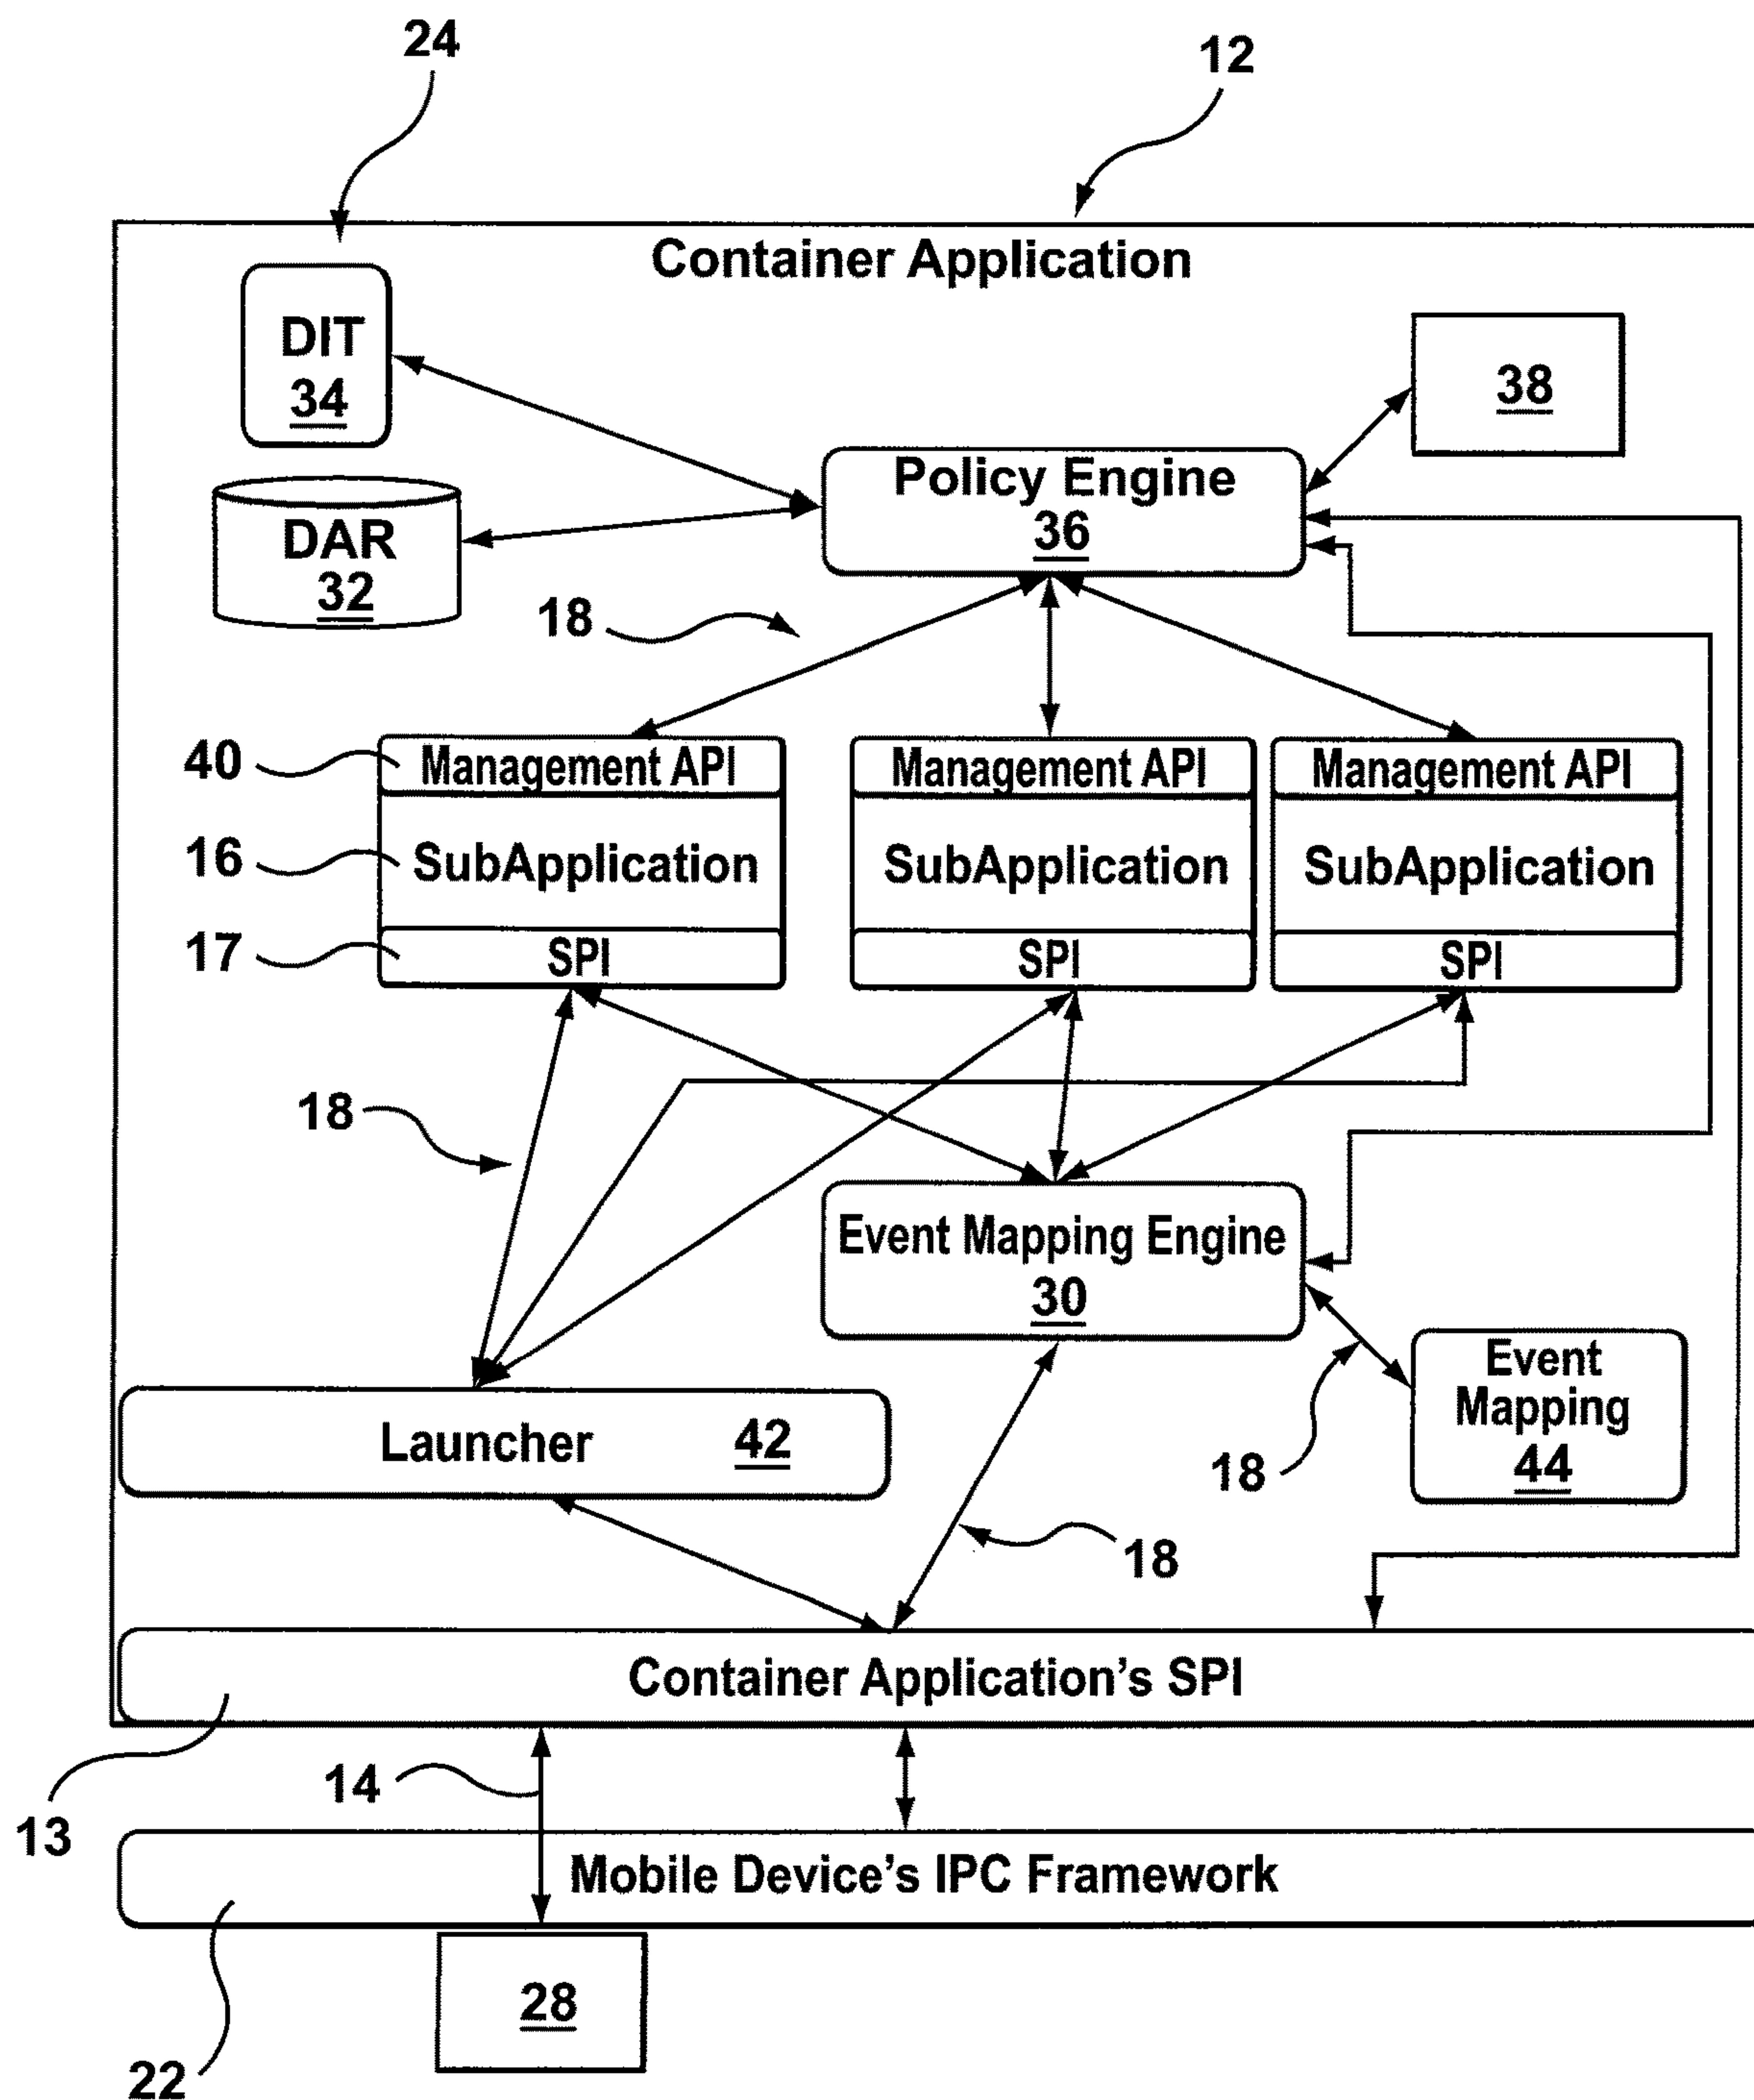 24
12
Container Application
DIT
34
38
Policy Engine
36
DAR
32
18
40
Management API
Management API
Management API
16
SubApplication
SubApplication
SubApplication
17
SPI
SPI
SPI
18
Event Mapping Engine
30
Event
Mapping
44
Launcher 42
18
18
Container Application's SPI
14
13
Mobile Device's IPC Framework
28
22